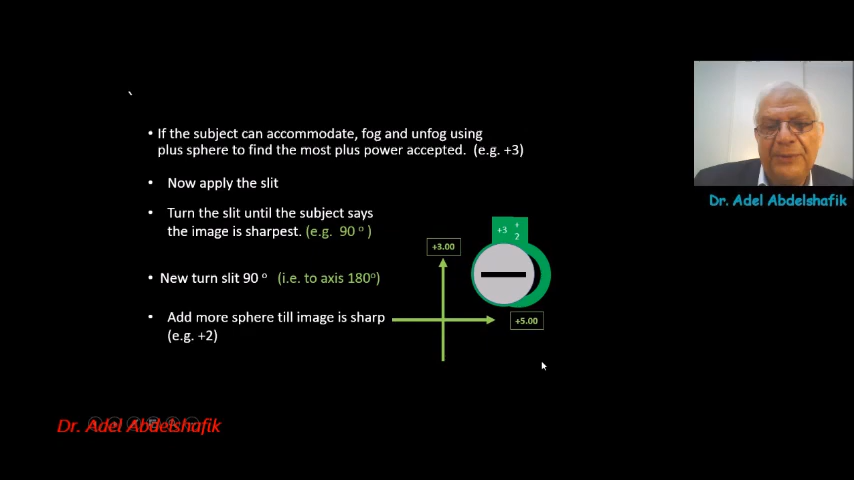 • If the subject can accommodate, fog and unfog using
plus sphere to find the most plus power accepted. (e.g. +3)
• Now apply the slit
• Turn the slit until the subject says
the image is sharpest. (e.g. 90 °)
• New turn slit 90 ° (i.e. to axis 180°)
• Add more sphere till image is sharp
(e.g. +2)
+3 +
2
+3.00
+5.00
Dr. Adel Abdelshafik
Dr. Adel Abdelshafik